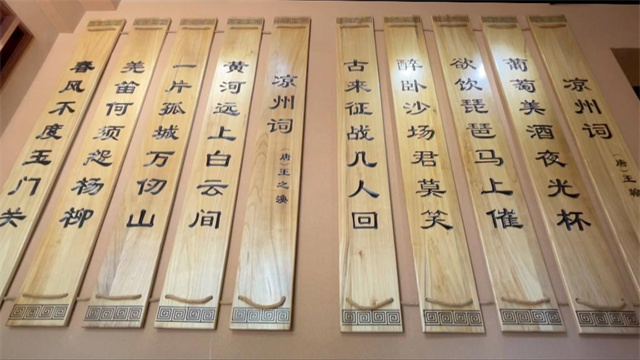 凉州词 （唐）王翰
葡萄美酒夜光杯
欲饮琵琶马上催
醉卧沙场君莫笑
古来征战几人回
凉州词 （唐）王之涣
黄河远上白云间
一片孤城万仞山
羌笛何须怨杨柳
春风不度玉门关